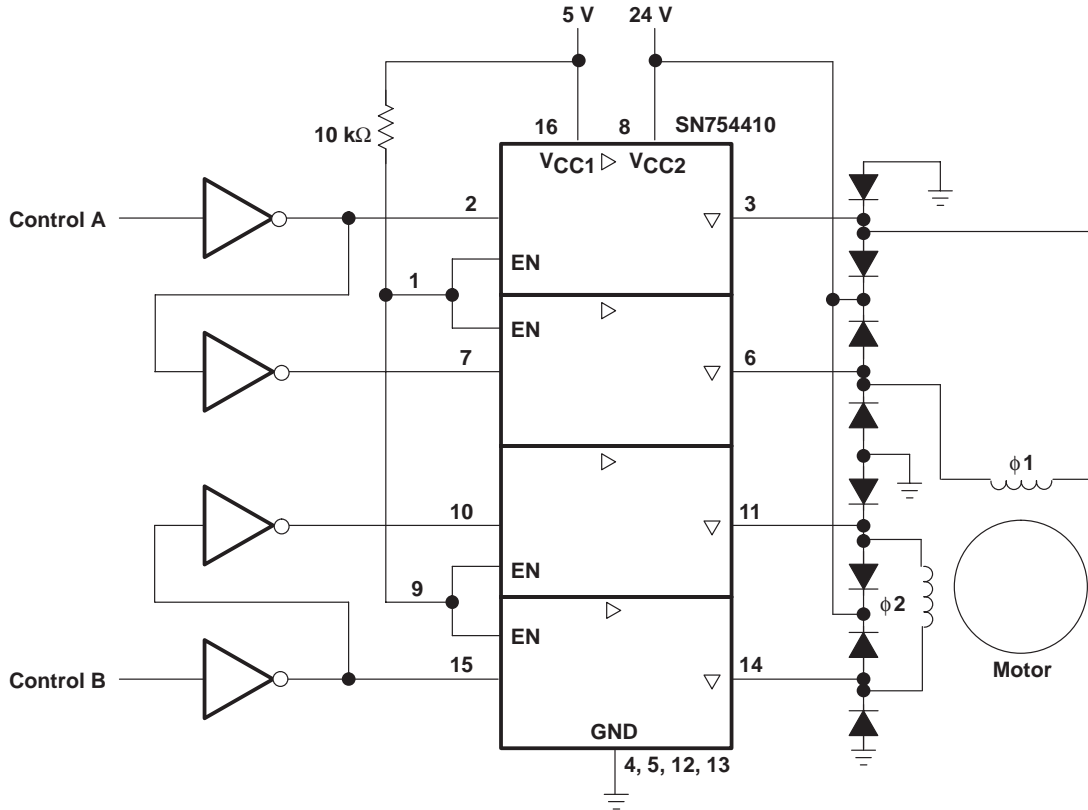 5 V 24 V
SN754410
10 kΩ
16 8
VCC1 VCC2
Control A
2
3
EN
1
EN
7
6
ϕ1
10
11
EN
9
EN
ϕ2
15
14
Motor
Control B
GND
4, 5, 12, 13